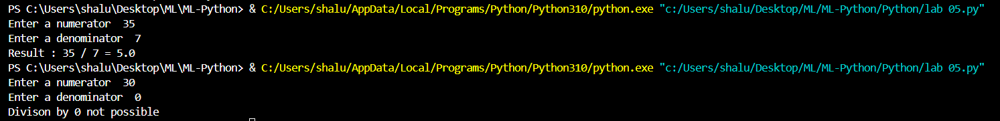 PS C:\Users\shalu\Desktop\ML\ML-Python> & C:/Users/shalu/AppData/Local/Programs/Python/Python310/python.exe "c:/Users/shalu/Desktop/ML/ML-Python/Python/lab 05.py"
Enter a numerator  35
Enter a denominator  7
Result : 35 / 7 = 5.0
PS C:\Users\shalu\Desktop\ML\ML-Python> & C:/Users/shalu/AppData/Local/Programs/Python/Python310/python.exe "c:/Users/shalu/Desktop/ML/ML-Python/Python/lab 05.py"
Enter a numerator  30
Enter a denominator  0
Divison by 0 not possible